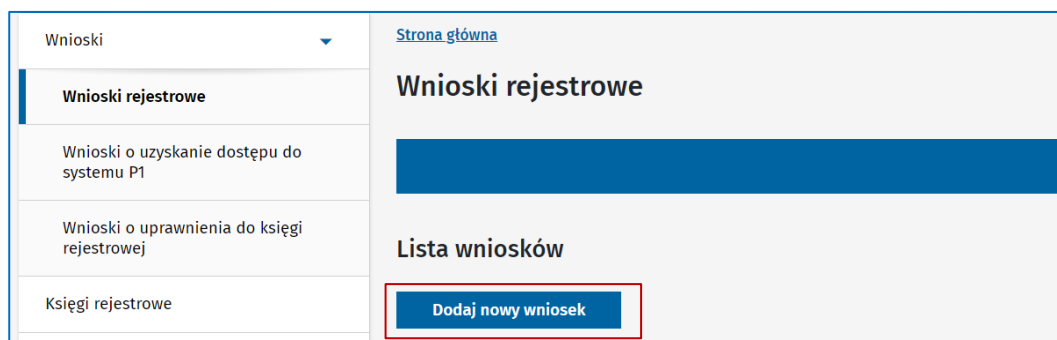 Wnioski
Wnioski rejestrowe
Wnioski o uzyskanie dostępu do
systemu P1
Wnioski o uprawnienia do księgi
rejestrowej
Księgi rejestrowe
Strona główna
Wnioski rejestrowe
Lista wniosków
Dodaj nowy wniosek